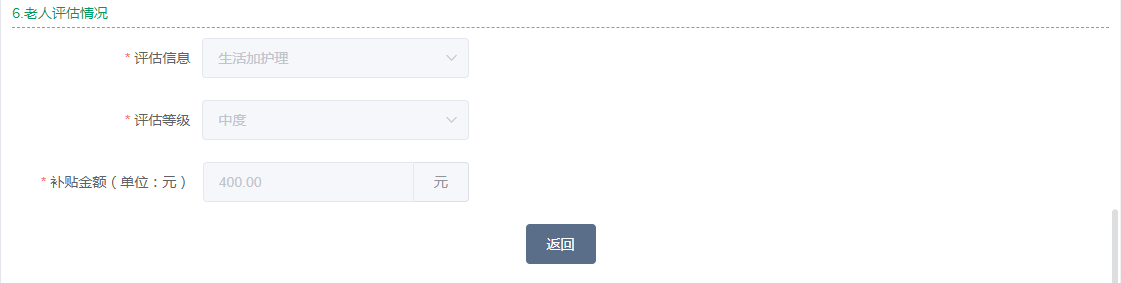 6.老人评估情况
* 评估信息 生活加护理
* 评估等级 中度
* 补贴金额（单位：元） 400.00 元
返回